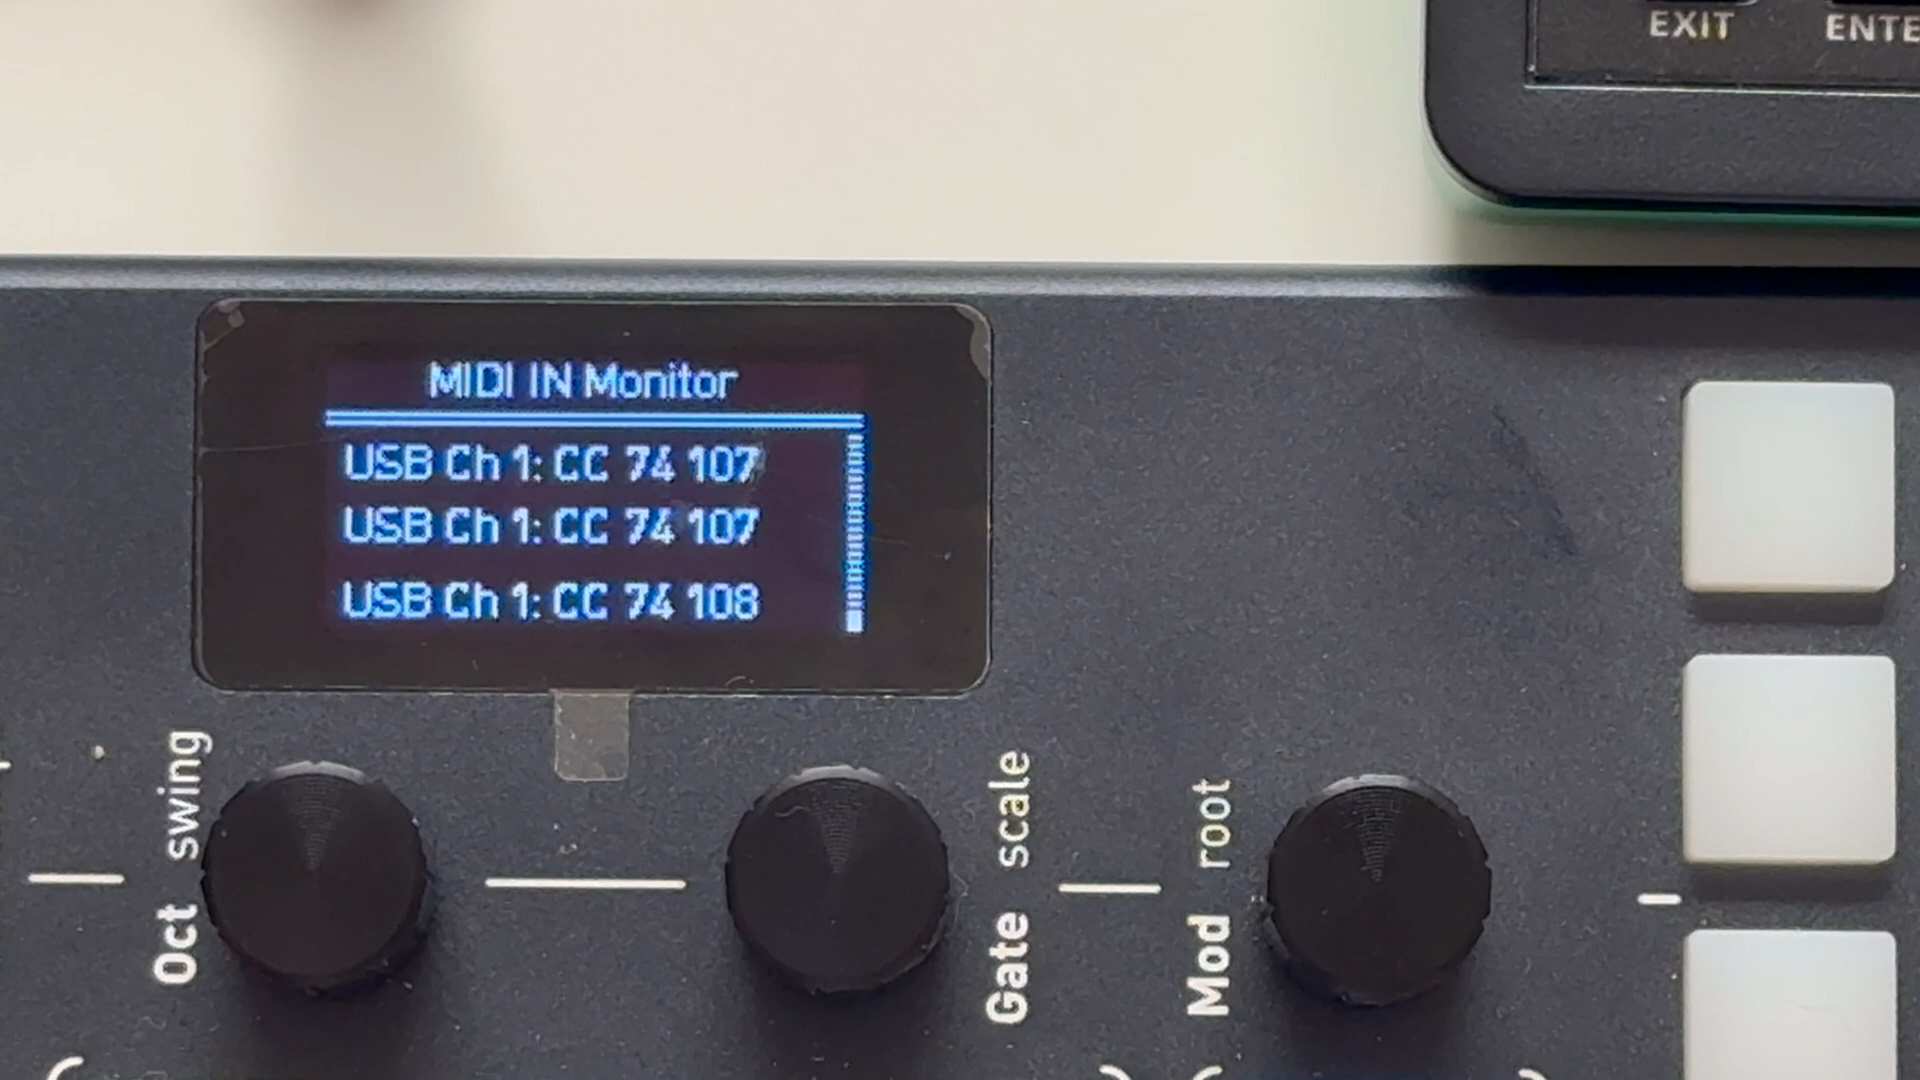 EXIT
MIDI IN Monitor
USB Ch 1: CC 74 107
USB Ch 1: CC 74 107
USB Ch 1: CC 74 108
Oct swing
Gate scale
Mod root